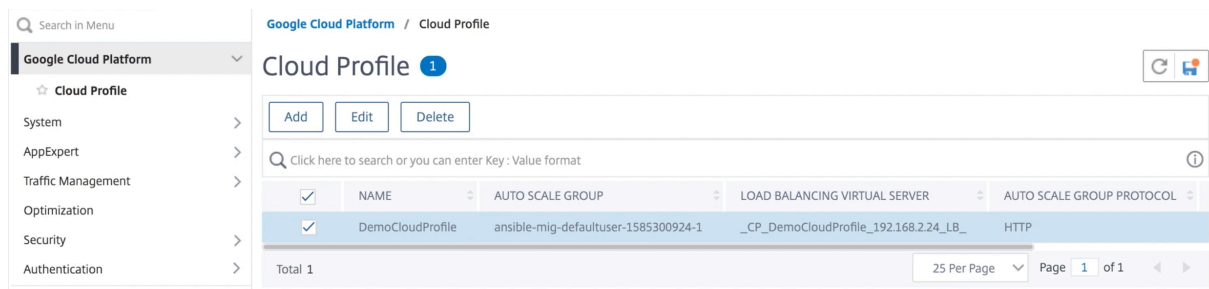 Search in Menu
Google Cloud Platform
Cloud Profile
System
AppExpert
Traffic Management
Optimization
Security
Authentication
Google Cloud Platform / Cloud Profile
Cloud Profile 1
Add Edit Delete
Click here to search or you can enter Key : Value format
NAME AUTO SCALE GROUP LOAD BALANCING VIRTUAL SERVER AUTO SCALE GROUP PROTOCOL
DemoCloudProfile ansible-mig-defaultuser-1585300924-1 _CP_DemoCloudProfile_192.168.2.24_LB_ HTTP
Total 1 25 Per Page Page 1 of 1